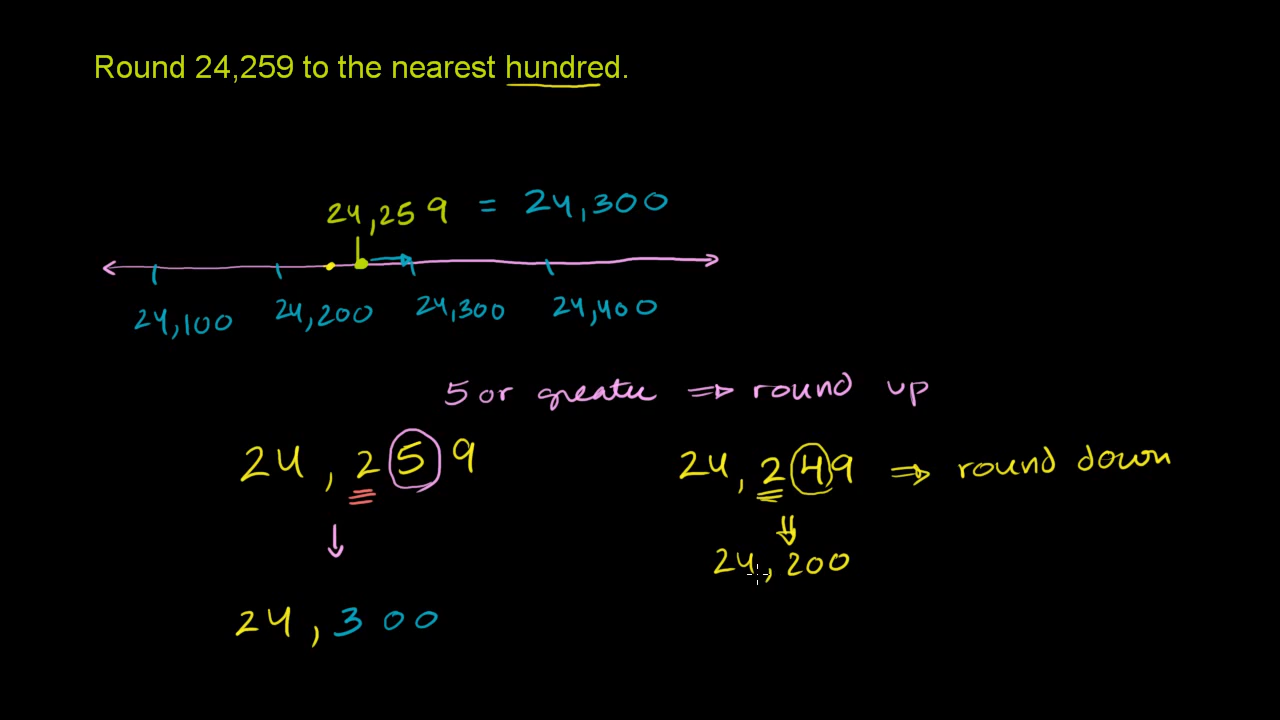 Round 24,259 to the nearest hundred.
24,259 = 24,300
24,100 24,200 24,300 24,400
5 or greater ⇒ round up
24,259
24,249 ⇒ round down
↓
⇓
24,200
24,300